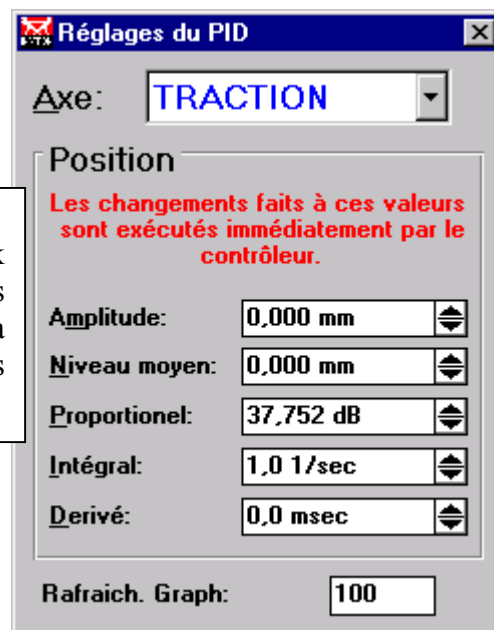 Réglages du PID
Axe: TRACTION
Position
Les changements faits à ces valeurs
sont exécutés immédiatement par le
contrôleur.
Amplitude: 0,000 mm
Niveau moyen: 0,000 mm
Proportionel: 37,752 dB
Intégral: 1,0 1/sec
Derivé: 0,0 msec
Rafraich. Graph: 100